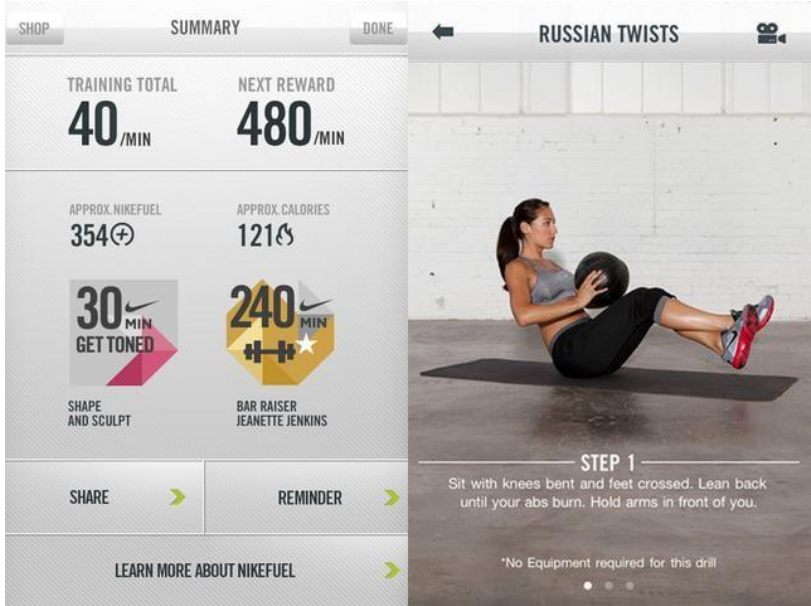 SHOP
SUMMARY
DONE
TRAINING TOTAL
40/MIN
NEXT REWARD
480/MIN
APPROX.NIKEFUEL
354
APPROX.CALORIES
121
30 MIN
GET TONED
240 MIN
SHAPE
AND SCULPT
BAR RAISER
JEANETTE JENKINS
SHARE
REMINDER
LEARN MORE ABOUT NIKEFUEL
RUSSIAN TWISTS
STEP 1
Sit with knees bent and feet crossed. Lean back
until your abs burn. Hold arms in front of you.
*No Equipment required for this drill